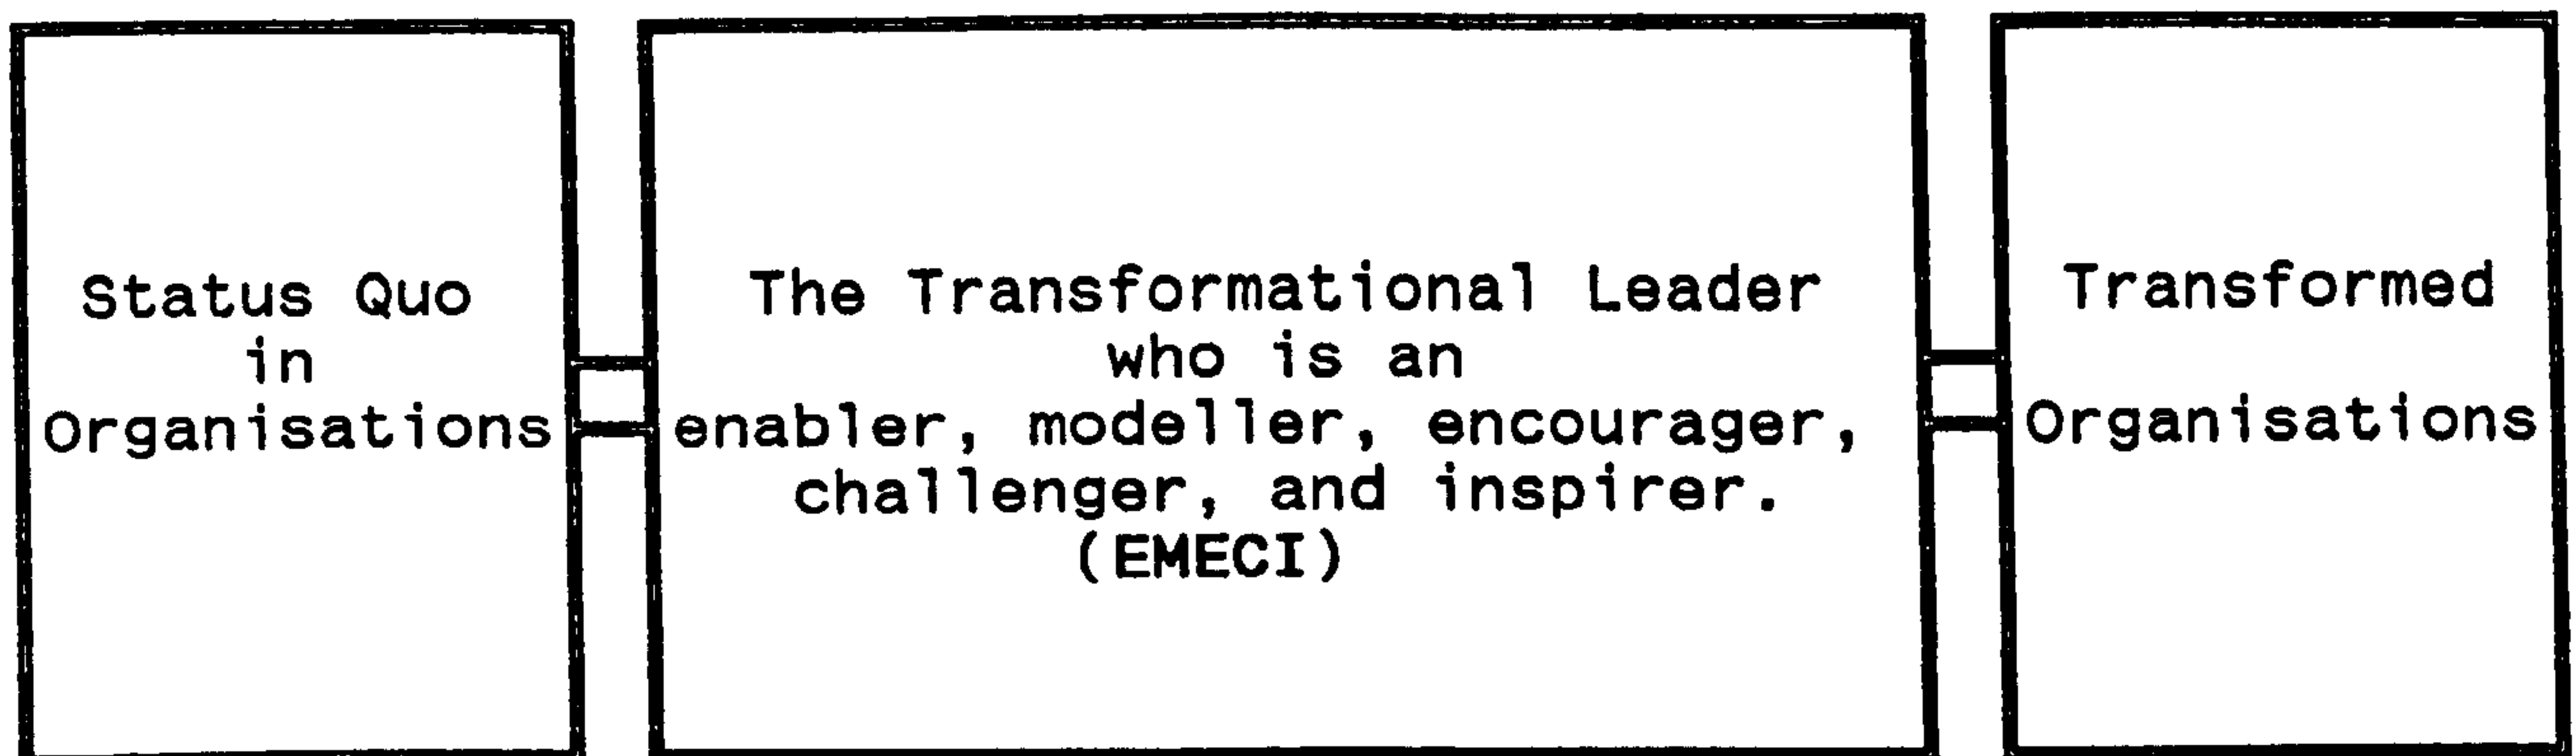 Status Quo
in
Organisations
The Transformational Leader
who is an
enabler, modeller, encourager,
challenger, and inspirer.
(EMECI)
Transformed
Organisations